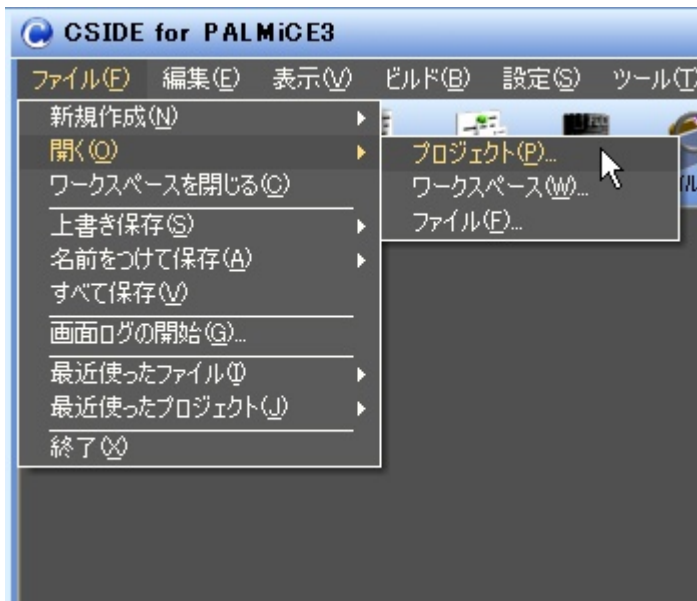 CSIDE for PALMiCE3
ファイル(F) 編集(E) 表示(V) ビルド(B) 設定(S) ツール(T)
新規作成(N)
開く(O)
ワークスペースを閉じる(C)
上書き保存(S)
名前をつけて保存(A)
すべて保存(V)
画面ログの開始(G)...
最近使ったファイル(I)
最近使ったプロジェクト(J)
終了(X)
プロジェクト(P)...
ワークスペース(W)...
ファイル(F)...